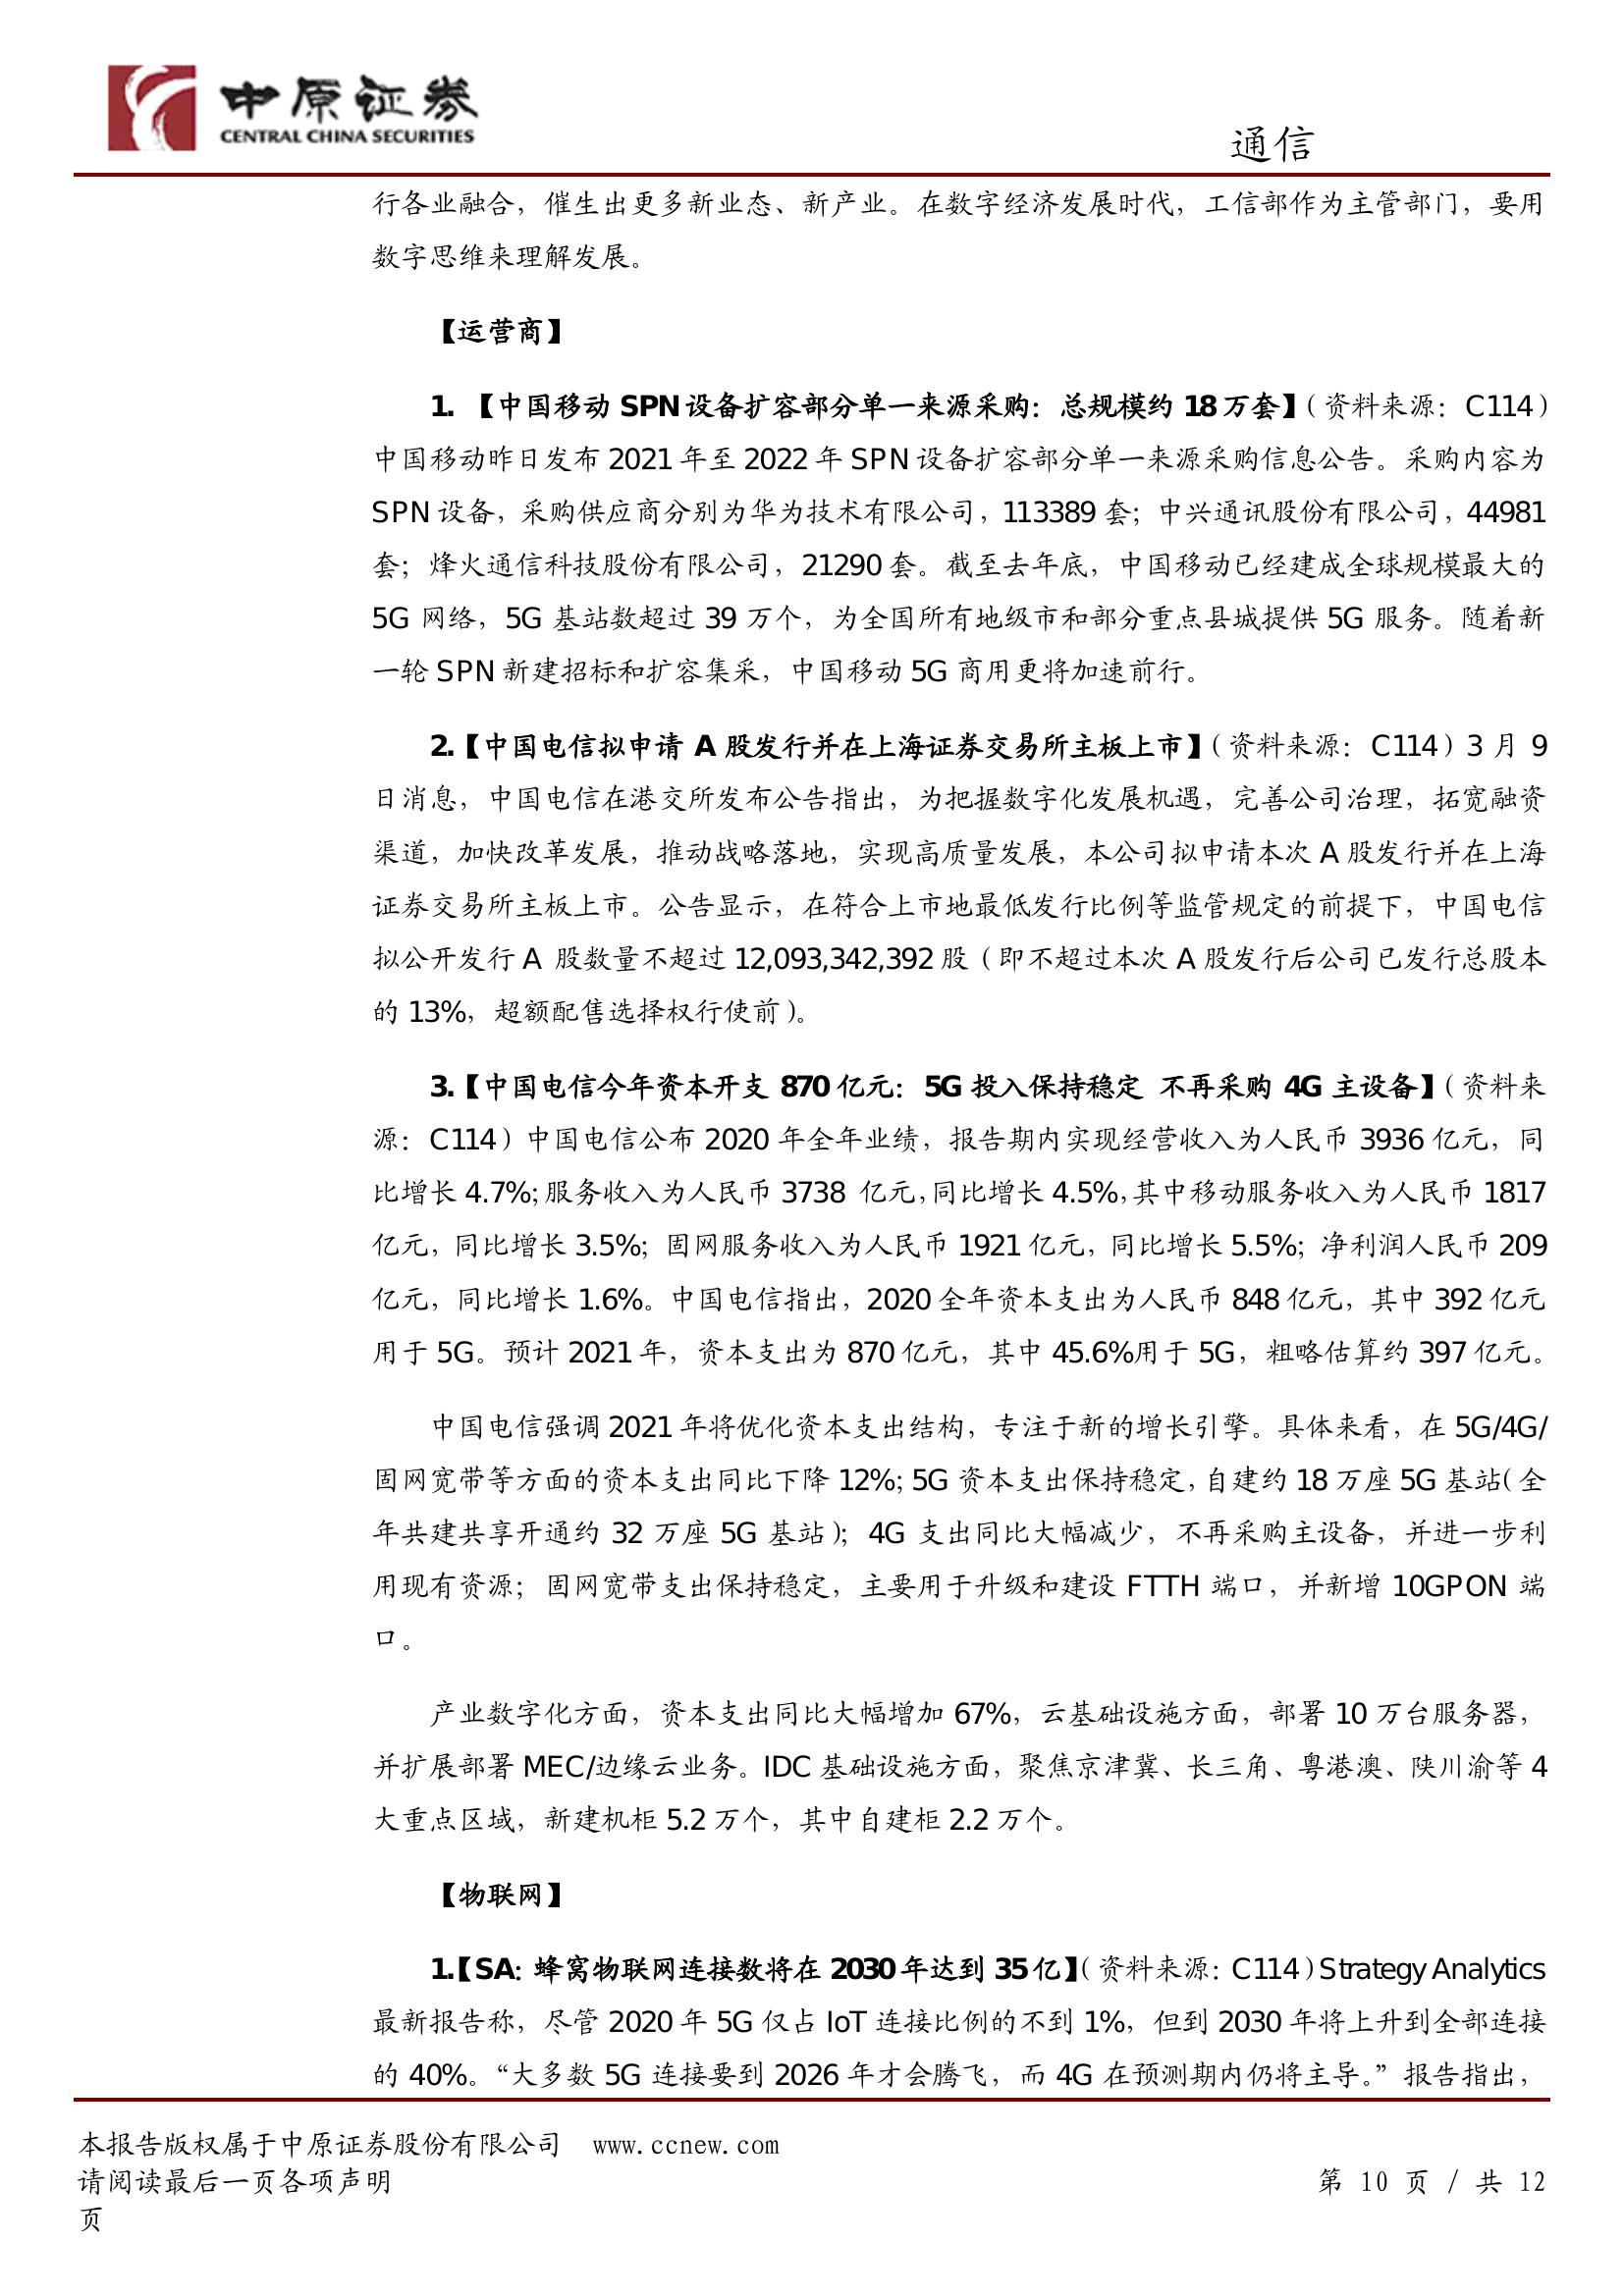 中原证券
CENTRAL CHINA SECURITIES
通信
行各业融合，催生出更多新业态、新产业。在数字经济发展时代，工信部作为主管部门，要用
数字思维来理解发展。
【运营商】
1. 【中国移动 SPN 设备扩容部分单一来源采购：总规模约 18 万套】（资料来源：C114）
中国移动昨日发布 2021 年至 2022 年 SPN 设备扩容部分单一来源采购信息公告。采购内容为
SPN 设备，采购供应商分别为华为技术有限公司，113389 套；中兴通讯股份有限公司，44981
套；烽火通信科技股份有限公司，21290 套。截至去年底，中国移动已经建成全球规模最大的
5G 网络，5G 基站数超过 39 万个，为全国所有地级市和部分重点县城提供 5G 服务。随着新
一轮 SPN 新建招标和扩容集采，中国移动 5G 商用更将加速前行。
2.【中国电信拟申请 A 股发行并在上海证券交易所主板上市】（资料来源：C114）3 月 9
日消息，中国电信在港交所发布公告指出，为把握数字化发展机遇，完善公司治理，拓宽融资
渠道，加快改革发展，推动战略落地，实现高质量发展，本公司拟申请本次 A 股发行并在上海
证券交易所主板上市。公告显示，在符合上市地最低发行比例等监管规定的前提下，中国电信
拟公开发行 A 股数量不超过 12,093,342,392 股（即不超过本次 A 股发行后公司已发行总股本
的 13%，超额配售选择权行使前）。
3.【中国电信今年资本开支 870 亿元：5G 投入保持稳定 不再采购 4G 主设备】（资料来
源：C114）中国电信公布 2020 年全年业绩，报告期内实现经营收入为人民币 3936 亿元，同
比增长 4.7%；服务收入为人民币 3738 亿元，同比增长 4.5%，其中移动服务收入为人民币 1817
亿元，同比增长 3.5%；固网服务收入为人民币 1921 亿元，同比增长 5.5%；净利润人民币 209
亿元，同比增长 1.6%。中国电信指出，2020 全年资本支出为人民币 848 亿元，其中 392 亿元
用于 5G。预计 2021 年，资本支出为 870 亿元，其中 45.6%用于 5G，粗略估算约 397 亿元。
中国电信强调 2021 年将优化资本支出结构，专注于新的增长引擎。具体来看，在 5G/4G/
固网宽带等方面的资本支出同比下降 12%；5G 资本支出保持稳定，自建约 18 万座 5G 基站（全
年共建共享开通约 32 万座 5G 基站）；4G 支出同比大幅减少，不再采购主设备，并进一步利
用现有资源；固网宽带支出保持稳定，主要用于升级和建设 FTTH 端口，并新增 10GPON 端
口。
产业数字化方面，资本支出同比大幅增加 67%，云基础设施方面，部署 10 万台服务器，
并扩展部署 MEC/边缘云业务。IDC 基础设施方面，聚焦京津冀、长三角、粤港澳、陕川渝等 4
大重点区域，新建机柜 5.2 万个，其中自建柜 2.2 万个。
【物联网】
1.【SA：蜂窝物联网连接数将在 2030 年达到 35 亿】（资料来源：C114）Strategy Analytics
最新报告称，尽管 2020 年 5G 仅占 IoT 连接比例的不到 1%，但到 2030 年将上升到全部连接
的 40%。“大多数 5G 连接要到 2026 年才会腾飞，而 4G 在预测期内仍将主导。”报告指出，
本报告版权属于中原证券股份有限公司 www.ccnew.com
请阅读最后一页各项声明 第 10 页 / 共 12
页